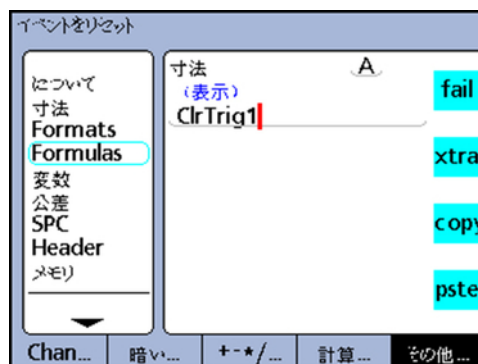 イベントをリセット
について
寸法
Formats
Formulas
変数
公差
SPC
Header
メモリ
寸法
A
(表示)
ClrTrig1
fail
xtra
copy
pste
Chan...
暗い...
+-*/...
計算...
その他...